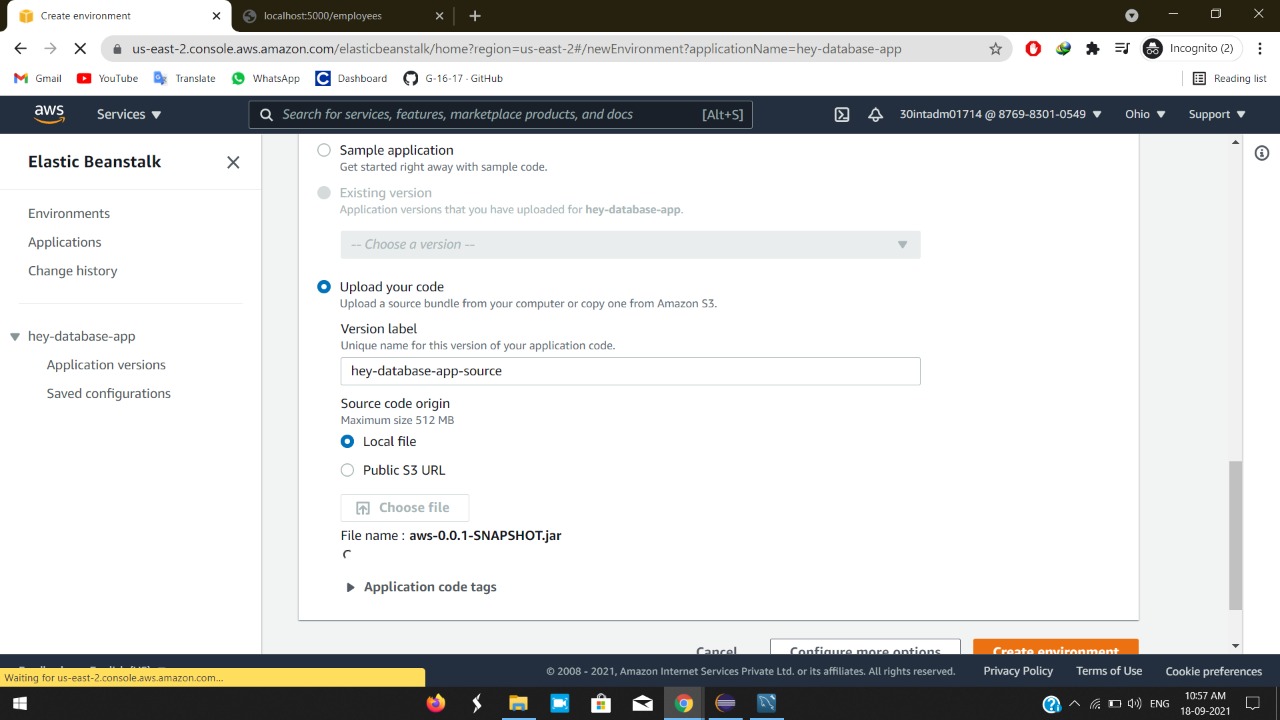 Create environment
localhost:5000/employees
us-east-2.console.aws.amazon.com/elasticbeanstalk/home?region=us-east-2#/newEnvironment?applicationName=hey-database-app
Incognito (2)
Gmail
YouTube
Translate
WhatsApp
Dashboard
G-16-17 · GitHub
Reading list
aws
Services
Search for services, features, marketplace products, and docs
[Alt+S]
30intadm01714 @ 8769-8301-0549
Ohio
Support
Elastic Beanstalk
Environments
Applications
Change history
hey-database-app
Application versions
Saved configurations
Sample application
Get started right away with sample code.
Existing version
Application versions that you have uploaded for hey-database-app.
-- Choose a version --
Upload your code
Upload a source bundle from your computer or copy one from Amazon S3.
Version label
Unique name for this version of your application code.
hey-database-app-source
Source code origin
Maximum size 512 MB
Local file
Public S3 URL
Choose file
File name : aws-0.0.1-SNAPSHOT.jar
Application code tags
Cancel
Configure more options
Create environment
© 2008 - 2021, Amazon Internet Services Private Ltd. or its affiliates. All rights reserved.
Privacy Policy
Terms of Use
Cookie preferences
Waiting for us-east-2.console.aws.amazon.com...
ENG
10:57 AM
18-09-2021